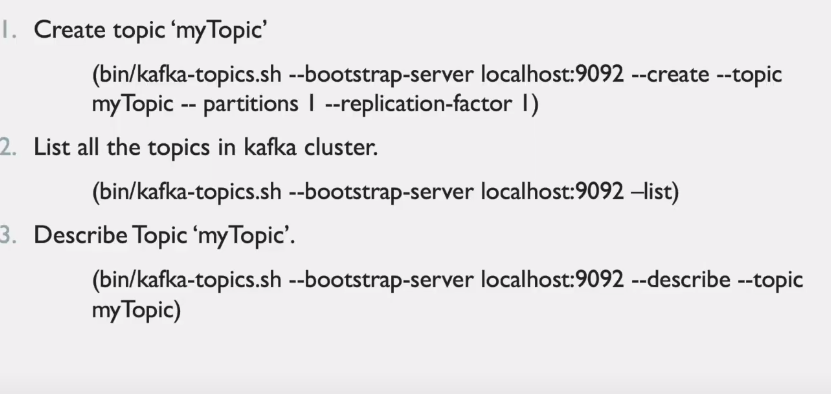 1. Create topic ‘myTopic’
(bin/kafka-topics.sh --bootstrap-server localhost:9092 --create --topic
myTopic -- partitions 1 --replication-factor 1)
2. List all the topics in kafka cluster.
(bin/kafka-topics.sh --bootstrap-server localhost:9092 –list)
3. Describe Topic ‘myTopic’.
(bin/kafka-topics.sh --bootstrap-server localhost:9092 --describe --topic
myTopic)